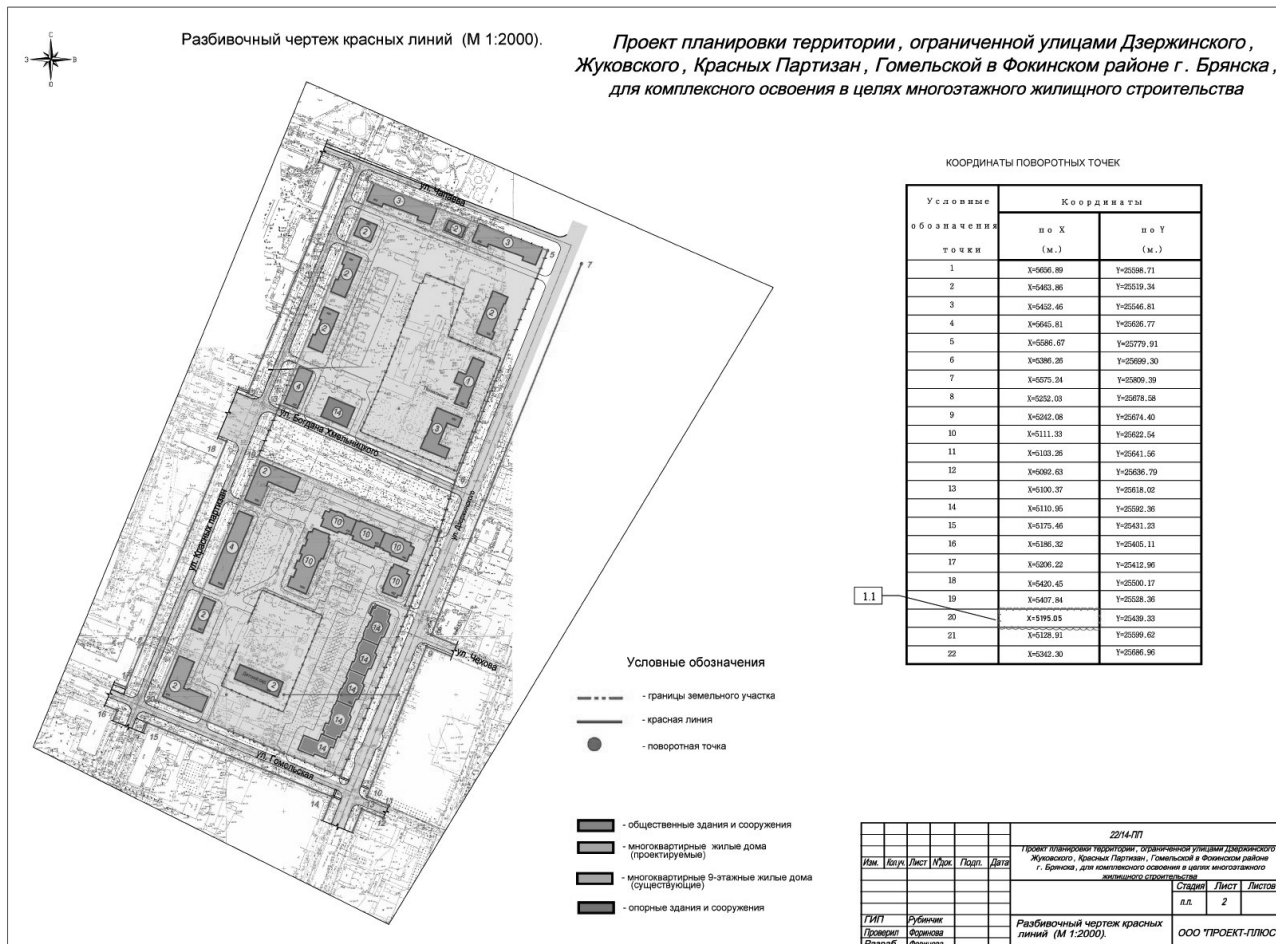 Разбивочный чертеж красных линий (М 1:2000).
Проект планировки территории, ограниченной улицами Дзержинского,
Жуковского, Красных Партизан, Гомельской в Фокинском районе г. Брянска,
для комплексного освоения в целях многоэтажного жилищного строительства
С
З В
Ю
ул. Чапаева
ул. Богдана Хмельницкого
ул. Дзержинского
ул. Красных партизан
ул. Чехова
ул. Гомельская
КООРДИНАТЫ ПОВОРОТНЫХ ТОЧЕК
Условные обозначения точки
Координаты
по X (м.)
по Y (м.)
1 X=5656.89 Y=25598.71
2 X=5463.86 Y=25519.34
3 X=5452.46 Y=25546.81
4 X=5645.81 Y=25626.77
5 X=5586.67 Y=25779.91
6 X=5386.26 Y=25699.30
7 X=5575.24 Y=25809.39
8 X=5252.03 Y=25678.58
9 X=5242.08 Y=25674.40
10 X=5111.33 Y=25622.54
11 X=5103.26 Y=25641.56
12 X=5092.63 Y=25636.79
13 X=5100.37 Y=25618.02
14 X=5110.95 Y=25592.36
15 X=5175.46 Y=25431.23
16 X=5186.32 Y=25405.11
17 X=5206.22 Y=25412.96
18 X=5420.45 Y=25500.17
19 X=5407.84 Y=25528.36
20 X=5195.05 Y=25439.33
21 X=5128.91 Y=25599.62
22 X=5342.30 Y=25686.96
1.1
Условные обозначения
- границы земельного участка
- красная линия
- поворотная точка
- общественные здания и сооружения
- многоквартирные жилые дома
(проектируемые)
- многоквартирные 9-этажные жилые дома
(существующие)
- опорные здания и сооружения
22/14-ПП
Проект планировки территории, ограниченной улицами Дзержинского
Жуковского, Красных Партизан, Гомельской в Фокинском районе
г. Брянска, для комплексного освоения в целях многоэтажного
жилищного строительства
Изм. Кол.уч. Лист №док. Подп. Дата
Стадия Лист Листов
п.п. 2
ГИП Рубинчик
Проверил Форинова
Разбивочный чертеж красных
линий (М 1:2000).
ООО "ПРОЕКТ-ПЛЮС